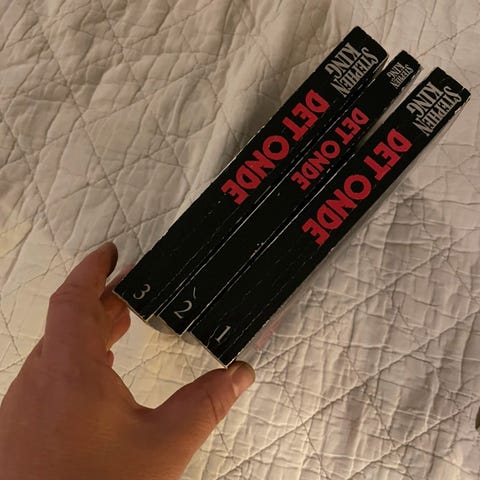 STEPHEN
KING
DET ONDE
3
STEPHEN
KING
DET ONDE
2
STEPHEN
KING
DET ONDE
1